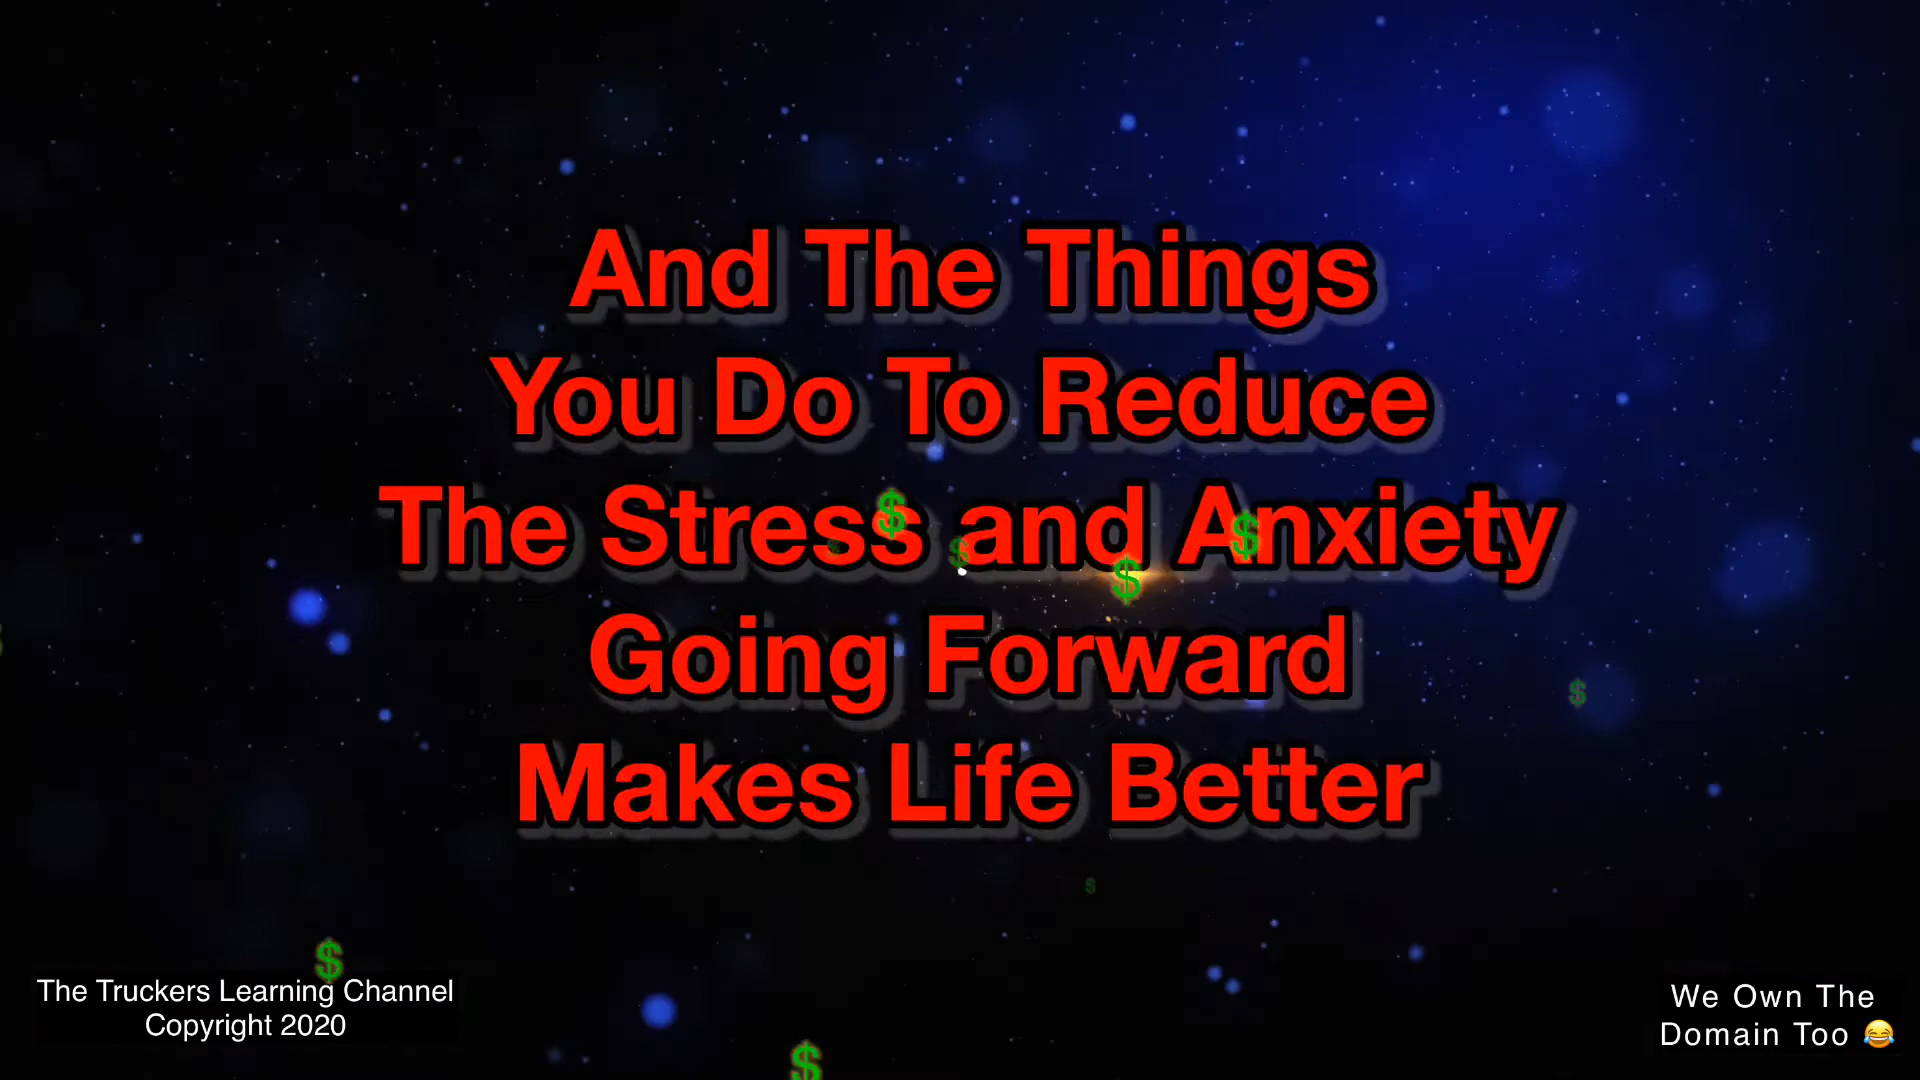 And The Things
You Do To Reduce
The Stress and Anxiety
Going Forward
Makes Life Better
The Truckers Learning Channel
Copyright 2020
We Own The
Domain Too 😂